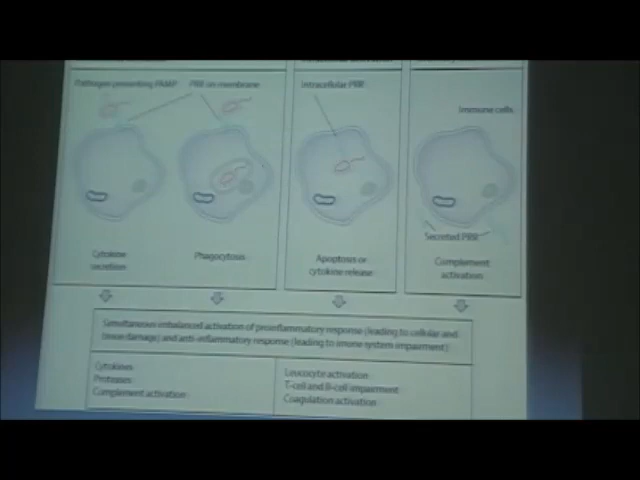 Pathogen presenting PAMP
PRR on membrane
Intracellular PRR
Immune cells
Secreted PRR
Cytokine
secretion
Phagocytosis
Apoptosis or
cytokine release
Complement
activation
Simultaneous imbalanced activation of proinflammatory response (leading to cellular and
tissue damage) and anti-inflammatory response (leading to imune system impairment)
Cytokines
Proteases
Complement activation
Leucocyte activation
T-cell and B-cell impairment
Coagulation activation